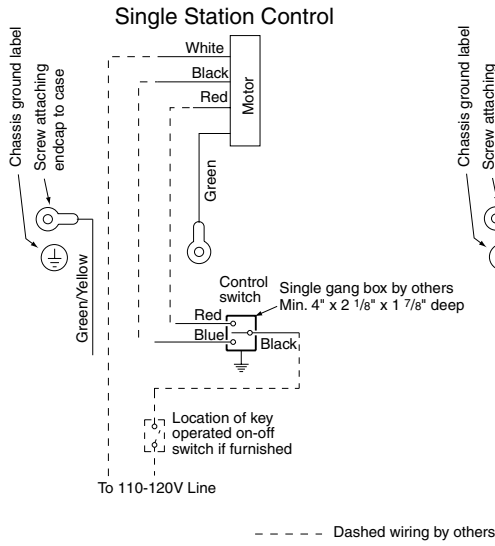 Single Station Control
White
Black
Red
Motor
Green
Chassis ground label
Screw attaching
endcap to case
Green/Yellow
Control
switch
Single gang box by others
Min. 4" x 2 1/8" x 1 7/8" deep
Red
Blue
Black
Location of key
operated on-off
switch if furnished
To 110-120V Line
Dashed wiring by others
Chassis ground label
Screw attaching